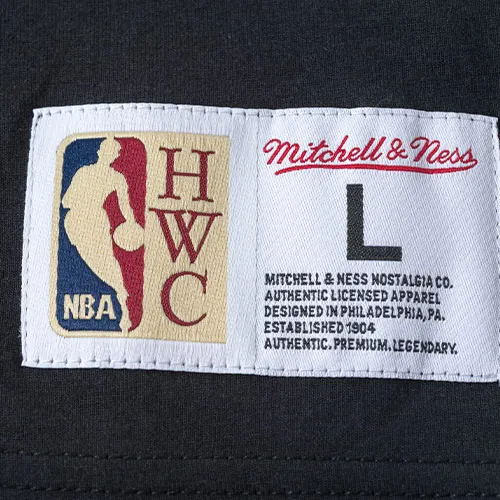 NBA
H
W
C
Mitchell & Ness
L
MITCHELL & NESS NOSTALGIA CO.
AUTHENTIC LICENSED APPAREL
DESIGNED IN PHILADELPHIA, PA.
ESTABLISHED 1904
AUTHENTIC. PREMIUM. LEGENDARY.